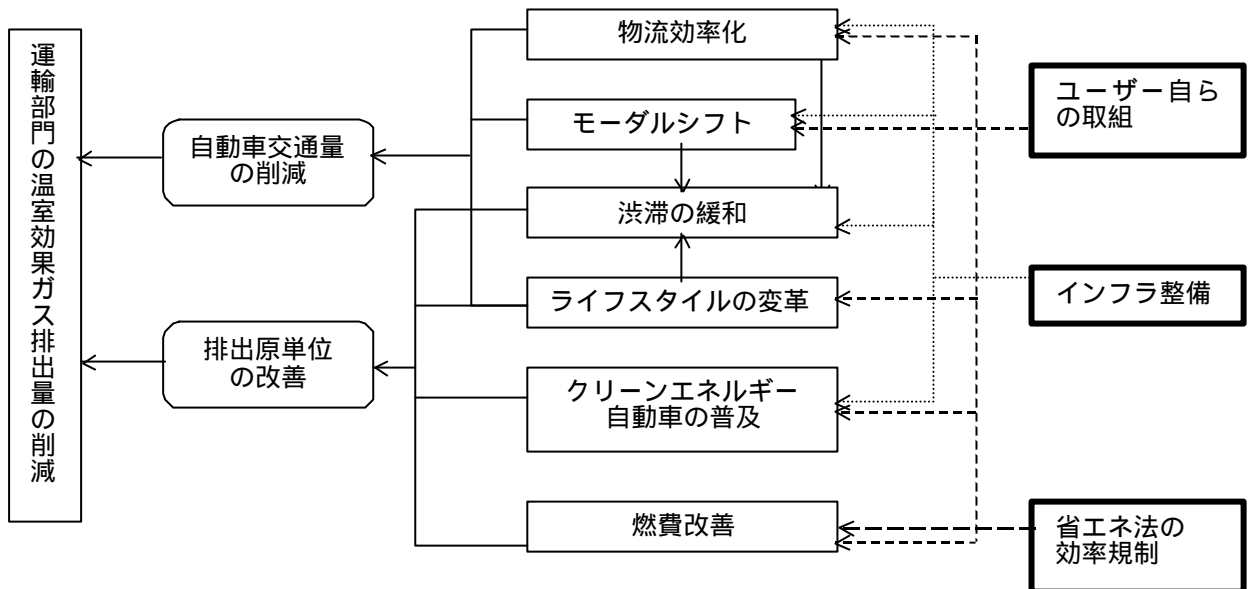 運輸部門の温室効果ガス排出量の削減
自動車交通量
の削減
排出原単位
の改善
物流効率化
モーダルシフト
渋滞の緩和
ライフスタイルの変革
クリーンエネルギー
自動車の普及
燃費改善
ユーザー自ら
の取組
インフラ整備
省エネ法の
効率規制